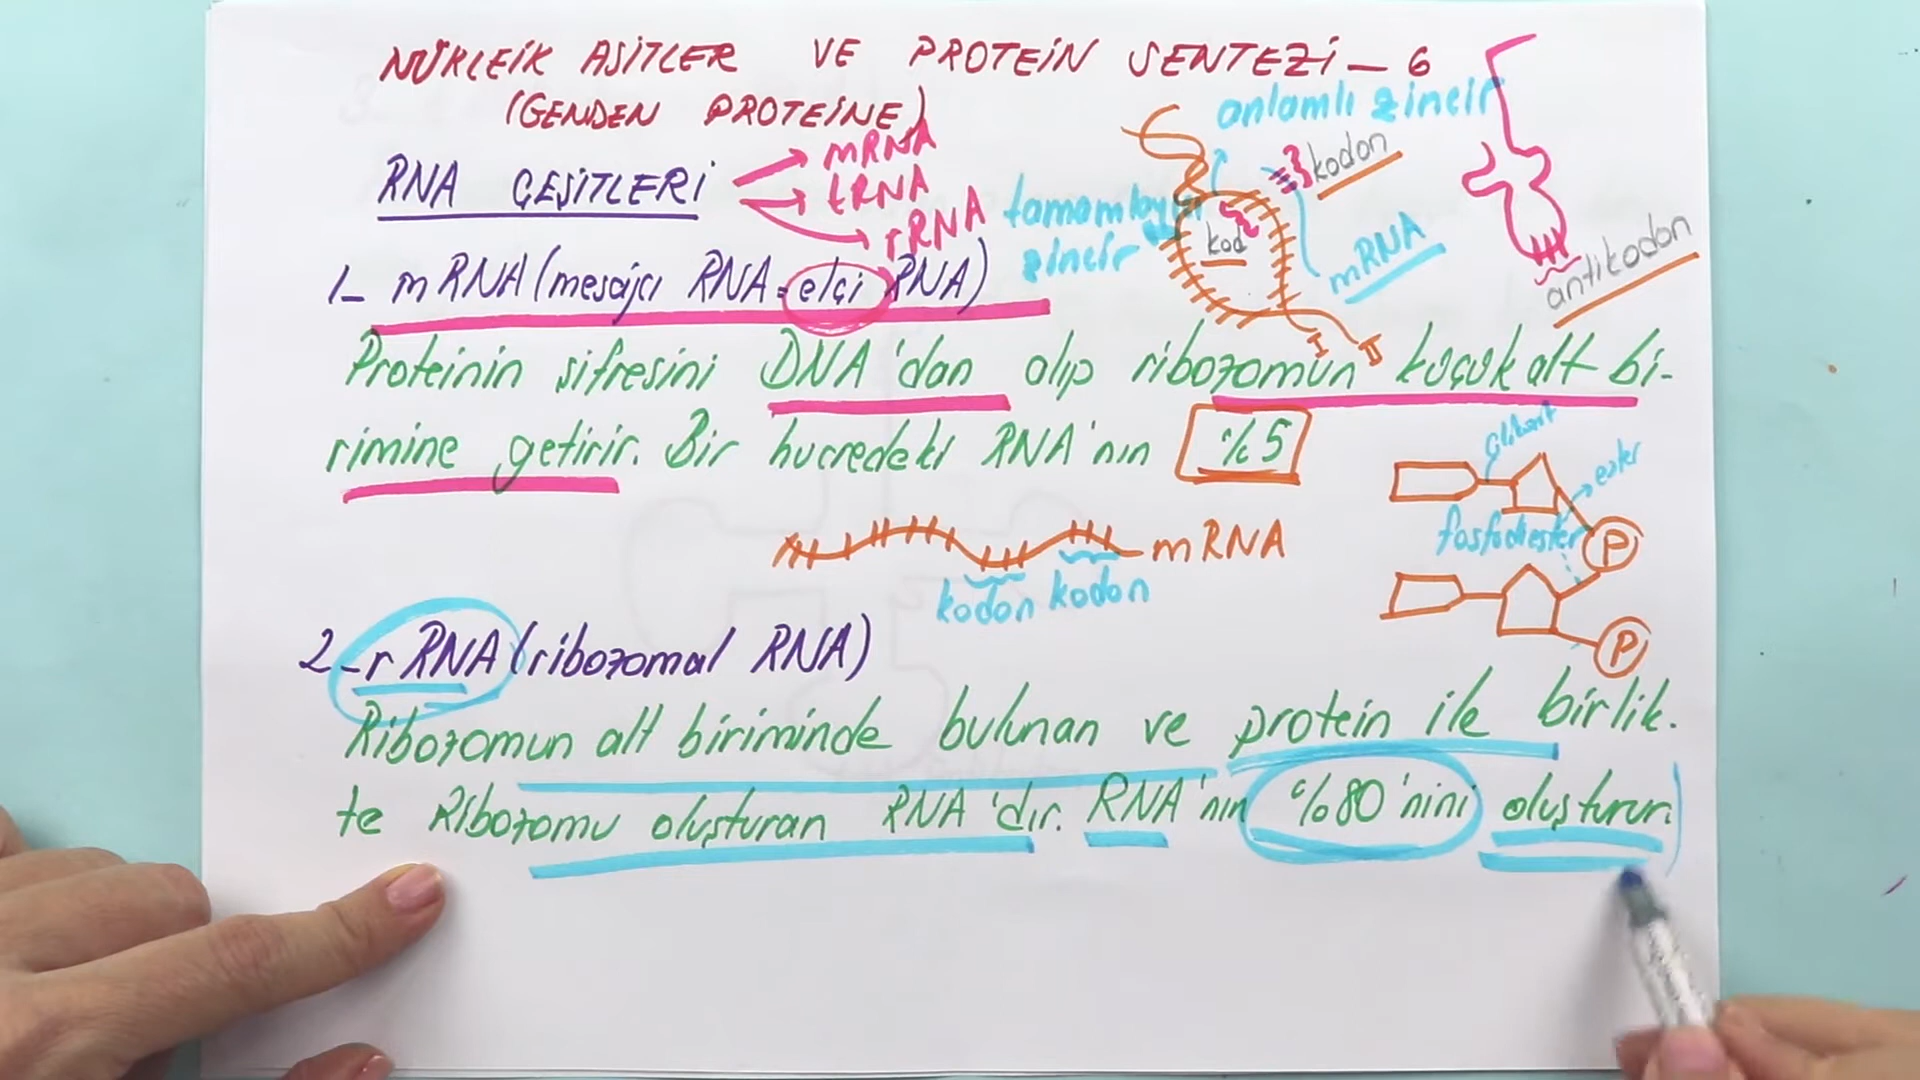 NÜKLEİK ASİTLER VE PROTEİN SENTEZİ - 6
(GENDEN PROTEİNE)
RNA ÇEŞİTLERİ
mRNA
tRNA
rRNA
anlamlı zincir
tamamlayıcı
zincir
kod
kodon
mRNA
antikodon
1- mRNA (mesajcı RNA = elçi RNA)
Proteinin şifresini DNA'dan alıp ribozomun küçük alt bi-
rimine getirir. Bir hücredeki RNA'nın %5
mRNA
kodon kodon
ester
fosfodiester
P
P
2- rRNA (ribozomal RNA)
Ribozomun alt biriminde bulunan ve protein ile birlik-
te Ribozomu oluşturan RNA'dır. RNA'nın %80'nini oluşturur.